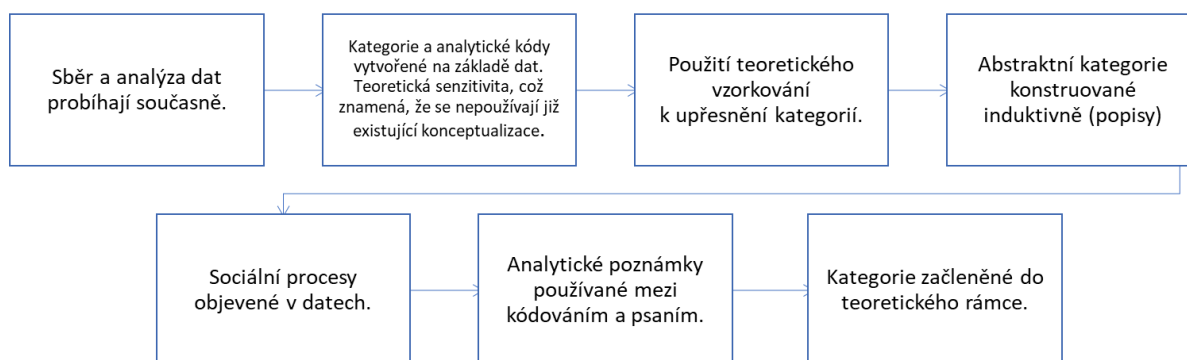 Sběr a analýza dat
probíhají současně.
Kategorie a analytické kódy
vytvořené na základě dat.
Teoretická senzitivita, což
znamená, že se nepoužívají již
existující konceptualizace.
Použití teoretického
vzorkování
k upřesnění kategorií.
Abstraktní kategorie
konstruované
induktivně (popisy)
Sociální procesy
objevené v datech.
Analytické poznámky
používané mezi
kódováním a psaním.
Kategorie začleněné do
teoretického rámce.